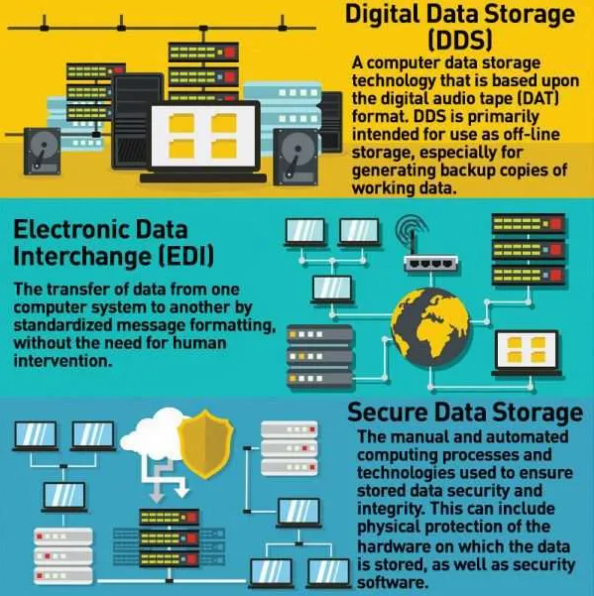 Digital Data Storage
(DDS)
A computer data storage
technology that is based upon
the digital audio tape (DAT)
format. DDS is primarily
intended for use as off-line
storage, especially for
generating backup copies of
working data.
Electronic Data
Interchange (EDI)
The transfer of data from one
computer system to another by
standardized message formatting,
without the need for human
intervention.
Secure Data Storage
The manual and automated
computing processes and
technologies used to ensure
stored data security and
integrity. This can include
physical protection of the
hardware on which the data
is stored, as well as security
software.